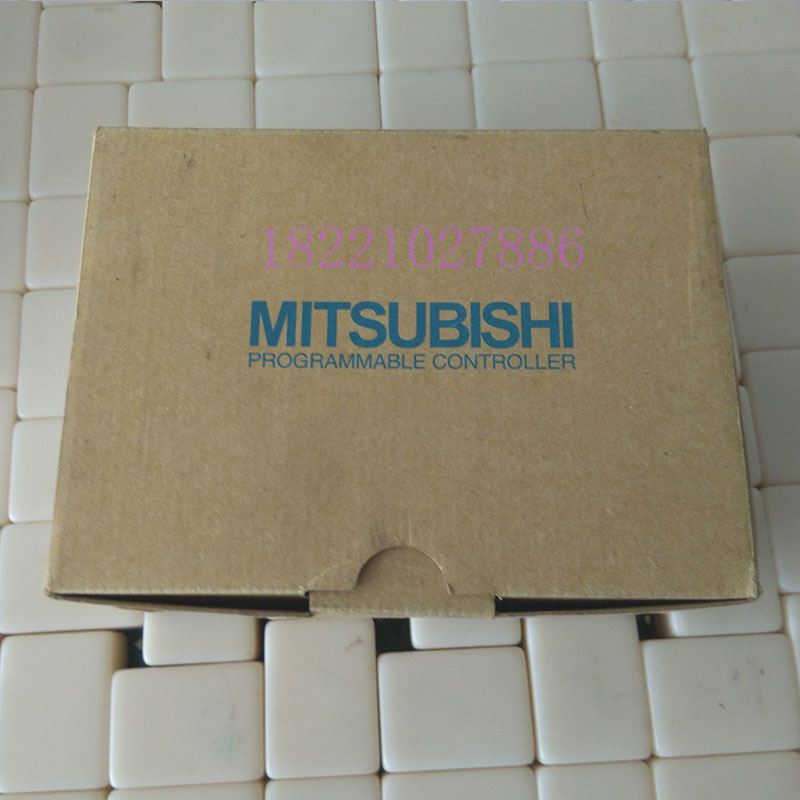 18221027886
MITSUBISHI
PROGRAMMABLE CONTROLLER